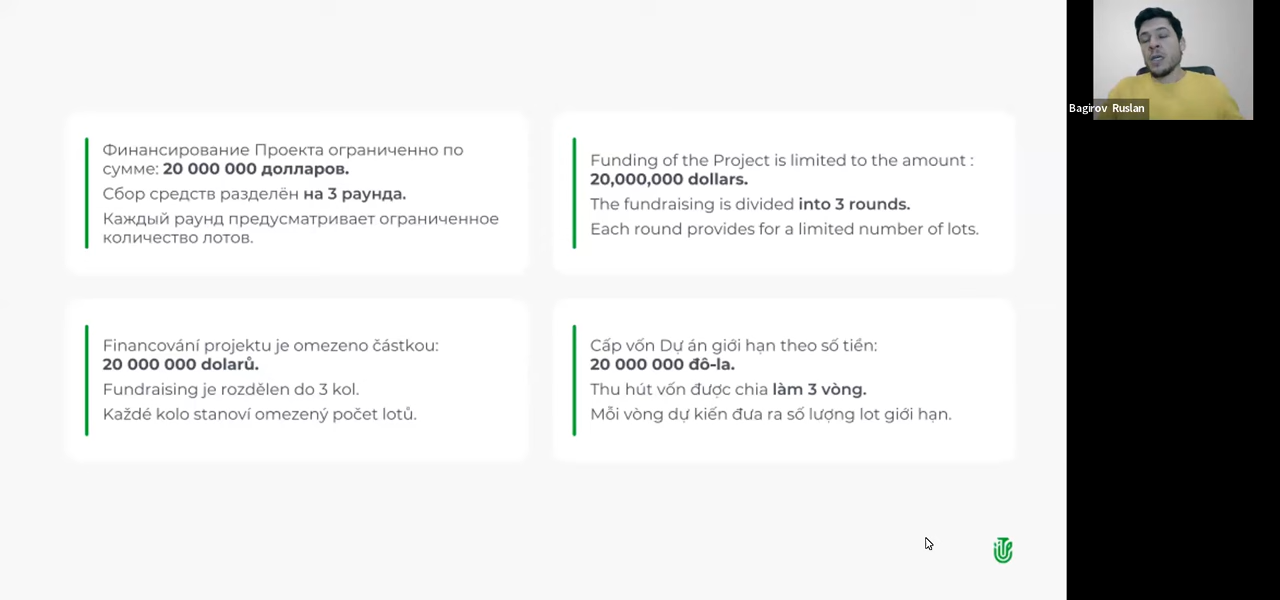 Финансирование Проекта ограниченно по
сумме: 20 000 000 долларов.
Сбор средств разделён на 3 раунда.
Каждый раунд предусматривает ограниченное
количество лотов.
Funding of the Project is limited to the amount :
20,000,000 dollars.
The fundraising is divided into 3 rounds.
Each round provides for a limited number of lots.
Financování projektu je omezeno částkou:
20 000 000 dolarů.
Fundraising je rozdělen do 3 kol.
Každé kolo stanoví omezený počet lotů.
Cấp vốn Dự án giới hạn theo số tiền:
20 000 000 đô-la.
Thu hút vốn được chia làm 3 vòng.
Mỗi vòng dự kiến đưa ra số lượng lot giới hạn.
Bagirov Ruslan